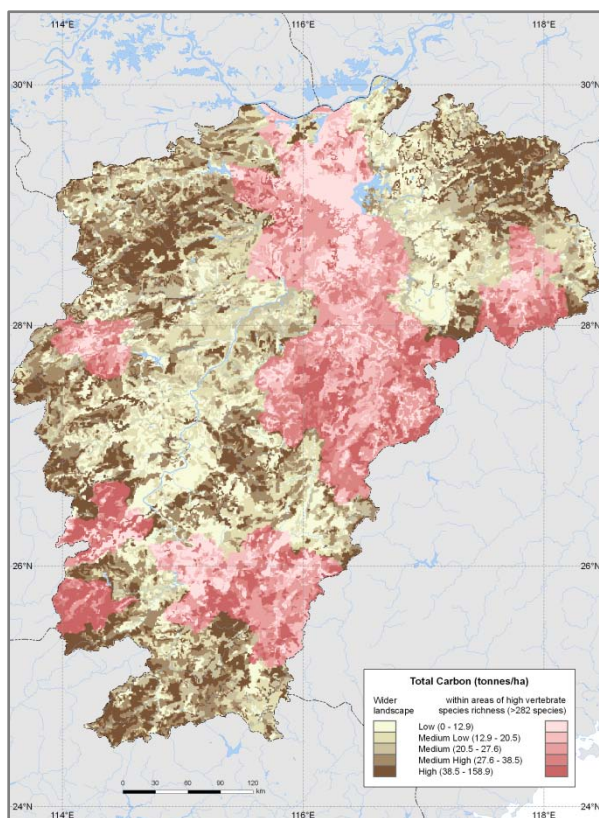 114°E 116°E 118°E
30°N 30°N
28°N 28°N
26°N 26°N
Total Carbon (tonnes/ha)
Wider landscape
within areas of high vertebrate species richness (>282 species)
Low (0 - 12.9)
Medium Low (12.9 - 20.5)
Medium (20.5 - 27.6)
Medium High (27.6 - 38.5)
High (38.5 - 158.9)
0 30 60 90 120
km
24°N 24°N
114°E 116°E 118°E